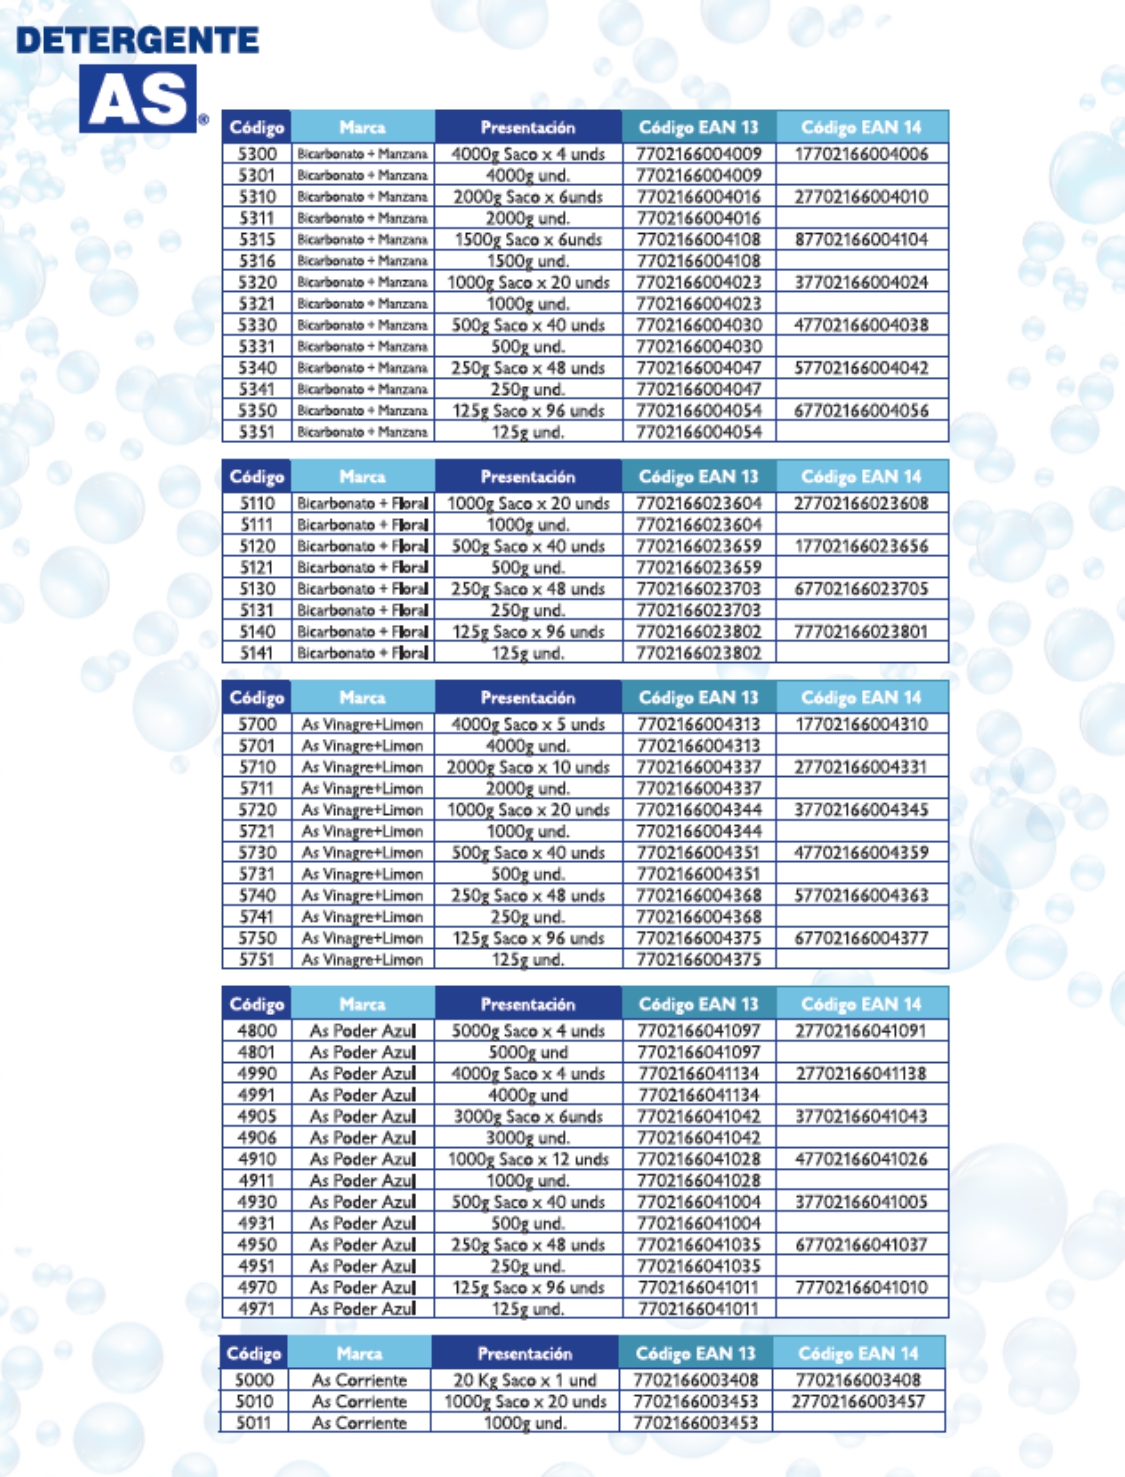 DETERGENTE
AS®
Código Marca Presentación Código EAN 13 Código EAN 14
5300 Bicarbonato + Manzana 4000g Saco x 4 unds 7702166004009 17702166004006
5301 Bicarbonato + Manzana 4000g und. 7702166004009
5310 Bicarbonato + Manzana 2000g Saco x 6unds 7702166004016 27702166004010
5311 Bicarbonato + Manzana 2000g und. 7702166004016
5315 Bicarbonato + Manzana 1500g Saco x 6unds 7702166004108 87702166004104
5316 Bicarbonato + Manzana 1500g und. 7702166004108
5320 Bicarbonato + Manzana 1000g Saco x 20 unds 7702166004023 37702166004024
5321 Bicarbonato + Manzana 1000g und. 7702166004023
5330 Bicarbonato + Manzana 500g Saco x 40 unds 7702166004030 47702166004038
5331 Bicarbonato + Manzana 500g und. 7702166004030
5340 Bicarbonato + Manzana 250g Saco x 48 unds 7702166004047 57702166004042
5341 Bicarbonato + Manzana 250g und. 7702166004047
5350 Bicarbonato + Manzana 125g Saco x 96 unds 7702166004054 67702166004056
5351 Bicarbonato + Manzana 125g und. 7702166004054
Código Marca Presentación Código EAN 13 Código EAN 14
5110 Bicarbonato + Floral 1000g Saco x 20 unds 7702166023604 27702166023608
5111 Bicarbonato + Floral 1000g und. 7702166023604
5120 Bicarbonato + Floral 500g Saco x 40 unds 7702166023659 17702166023656
5121 Bicarbonato + Floral 500g und. 7702166023659
5130 Bicarbonato + Floral 250g Saco x 48 unds 7702166023703 67702166023705
5131 Bicarbonato + Floral 250g und. 7702166023703
5140 Bicarbonato + Floral 125g Saco x 96 unds 7702166023802 77702166023801
5141 Bicarbonato + Floral 125g und. 7702166023802
Código Marca Presentación Código EAN 13 Código EAN 14
5700 As Vinagre+Limon 4000g Saco x 5 unds 7702166004313 17702166004310
5701 As Vinagre+Limon 4000g und. 7702166004313
5710 As Vinagre+Limon 2000g Saco x 10 unds 7702166004337 27702166004331
5711 As Vinagre+Limon 2000g und. 7702166004337
5720 As Vinagre+Limon 1000g Saco x 20 unds 7702166004344 37702166004345
5721 As Vinagre+Limon 1000g und. 7702166004344
5730 As Vinagre+Limon 500g Saco x 40 unds 7702166004351 47702166004359
5731 As Vinagre+Limon 500g und. 7702166004351
5740 As Vinagre+Limon 250g Saco x 48 unds 7702166004368 57702166004363
5741 As Vinagre+Limon 250g und. 7702166004368
5750 As Vinagre+Limon 125g Saco x 96 unds 7702166004375 67702166004377
5751 As Vinagre+Limon 125g und. 7702166004375
Código Marca Presentación Código EAN 13 Código EAN 14
4800 As Poder Azul 5000g Saco x 4 unds 7702166041097 27702166041091
4801 As Poder Azul 5000g und 7702166041097
4990 As Poder Azul 4000g Saco x 4 unds 7702166041134 27702166041138
4991 As Poder Azul 4000g und 7702166041134
4905 As Poder Azul 3000g Saco x 6unds 7702166041042 37702166041043
4906 As Poder Azul 3000g und. 7702166041042
4910 As Poder Azul 1000g Saco x 12 unds 7702166041028 47702166041026
4911 As Poder Azul 1000g und. 7702166041028
4930 As Poder Azul 500g Saco x 40 unds 7702166041004 37702166041005
4931 As Poder Azul 500g und. 7702166041004
4950 As Poder Azul 250g Saco x 48 unds 7702166041035 67702166041037
4951 As Poder Azul 250g und. 7702166041035
4970 As Poder Azul 125g Saco x 96 unds 7702166041011 77702166041010
4971 As Poder Azul 125g und. 7702166041011
Código Marca Presentación Código EAN 13 Código EAN 14
5000 As Corriente 20 Kg Saco x 1 und 7702166003408 7702166003408
5010 As Corriente 1000g Saco x 20 unds 7702166003453 27702166003457
5011 As Corriente 1000g und. 7702166003453